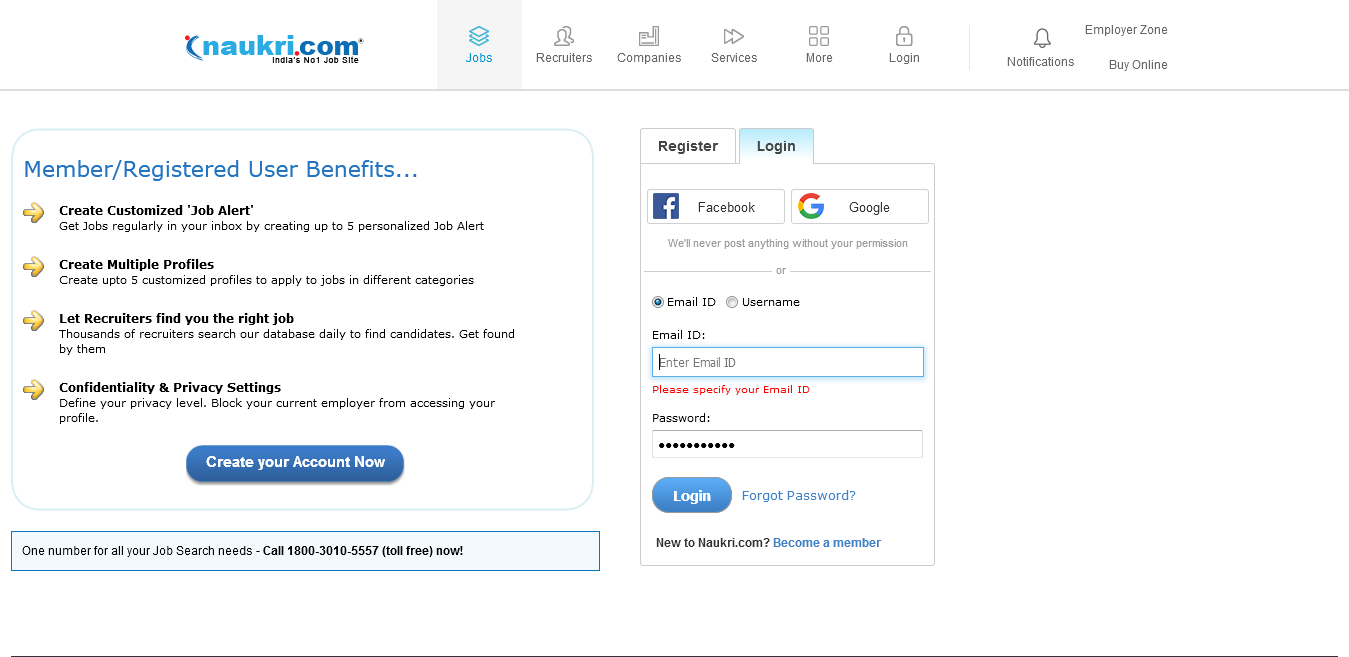 naukri.com
India's No1 Job Site
Jobs
Recruiters
Companies
Services
More
Login
Notifications
Employer Zone
Buy Online
Member/Registered User Benefits...
Create Customized 'Job Alert'
Get Jobs regularly in your inbox by creating up to 5 personalized Job Alert
Create Multiple Profiles
Create upto 5 customized profiles to apply to jobs in different categories
Let Recruiters find you the right job
Thousands of recruiters search our database daily to find candidates. Get found
by them
Confidentiality & Privacy Settings
Define your privacy level. Block your current employer from accessing your
profile.
Create your Account Now
One number for all your Job Search needs - Call 1800-3010-5557 (toll free) now!
Register
Login
Facebook
Google
We'll never post anything without your permission
or
Email ID
Username
Email ID:
Enter Email ID
Please specify your Email ID
Password:
•••••••••••
Login
Forgot Password?
New to Naukri.com? Become a member